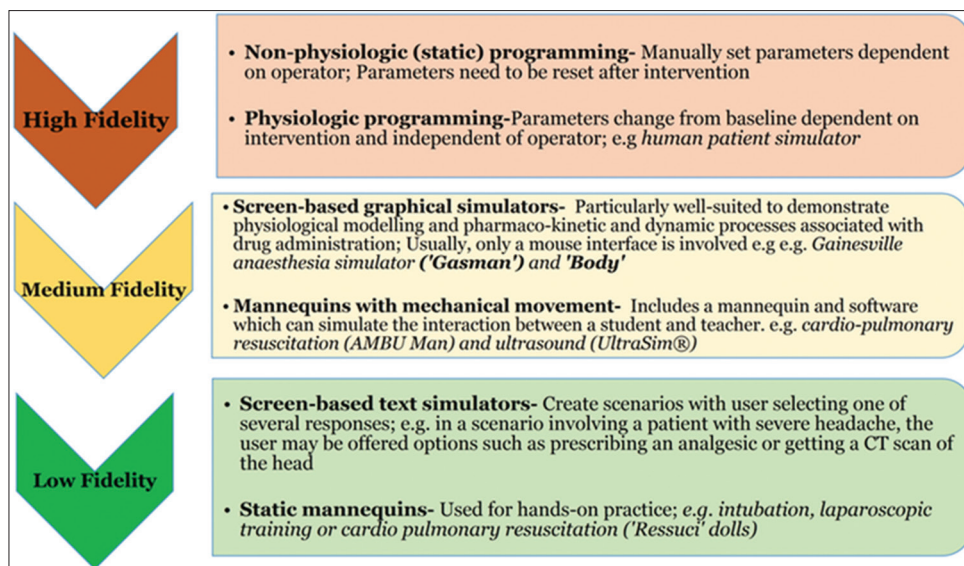 High Fidelity
• Non-physiologic (static) programming- Manually set parameters dependent
on operator; Parameters need to be reset after intervention
• Physiologic programming-Parameters change from baseline dependent on
intervention and independent of operator; e.g human patient simulator
Medium Fidelity
• Screen-based graphical simulators- Particularly well-suited to demonstrate
physiological modelling and pharmaco-kinetic and dynamic processes associated with
drug administration; Usually, only a mouse interface is involved e.g e.g. Gainesville
anaesthesia simulator ('Gasman') and 'Body'
• Mannequins with mechanical movement- Includes a mannequin and software
which can simulate the interaction between a student and teacher. e.g. cardio-pulmonary
resuscitation (AMBU Man) and ultrasound (UltraSim®)
Low Fidelity
• Screen-based text simulators- Create scenarios with user selecting one of
several responses; e.g. in a scenario involving a patient with severe headache, the
user may be offered options such as prescribing an analgesic or getting a CT scan of
the head
• Static mannequins- Used for hands-on practice; e.g. intubation, laparoscopic
training or cardio pulmonary resuscitation ('Ressuci' dolls)